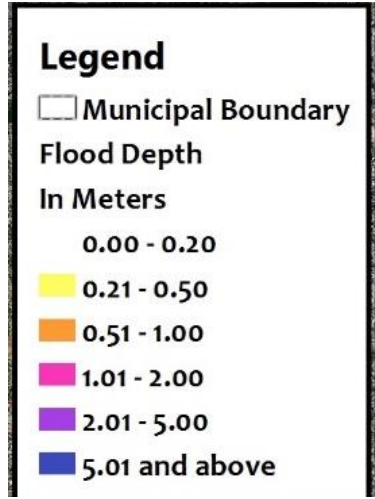 Legend
Municipal Boundary
Flood Depth
In Meters
0.00 - 0.20
0.21 - 0.50
0.51 - 1.00
1.01 - 2.00
2.01 - 5.00
5.01 and above